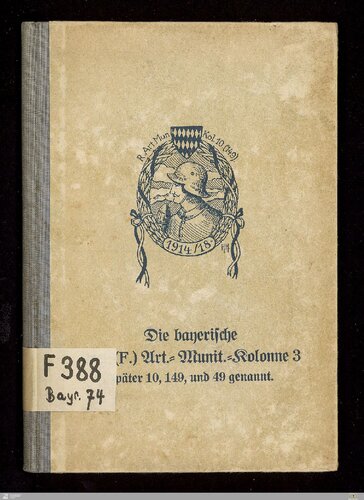 R. Art. Mun. Kol. 10 (149)
1914/18
Die bayerische
(F.) Art.- Munit.-Kolonne 3
päter 10, 149, und 49 genannt.
F 388
Bayr. 74